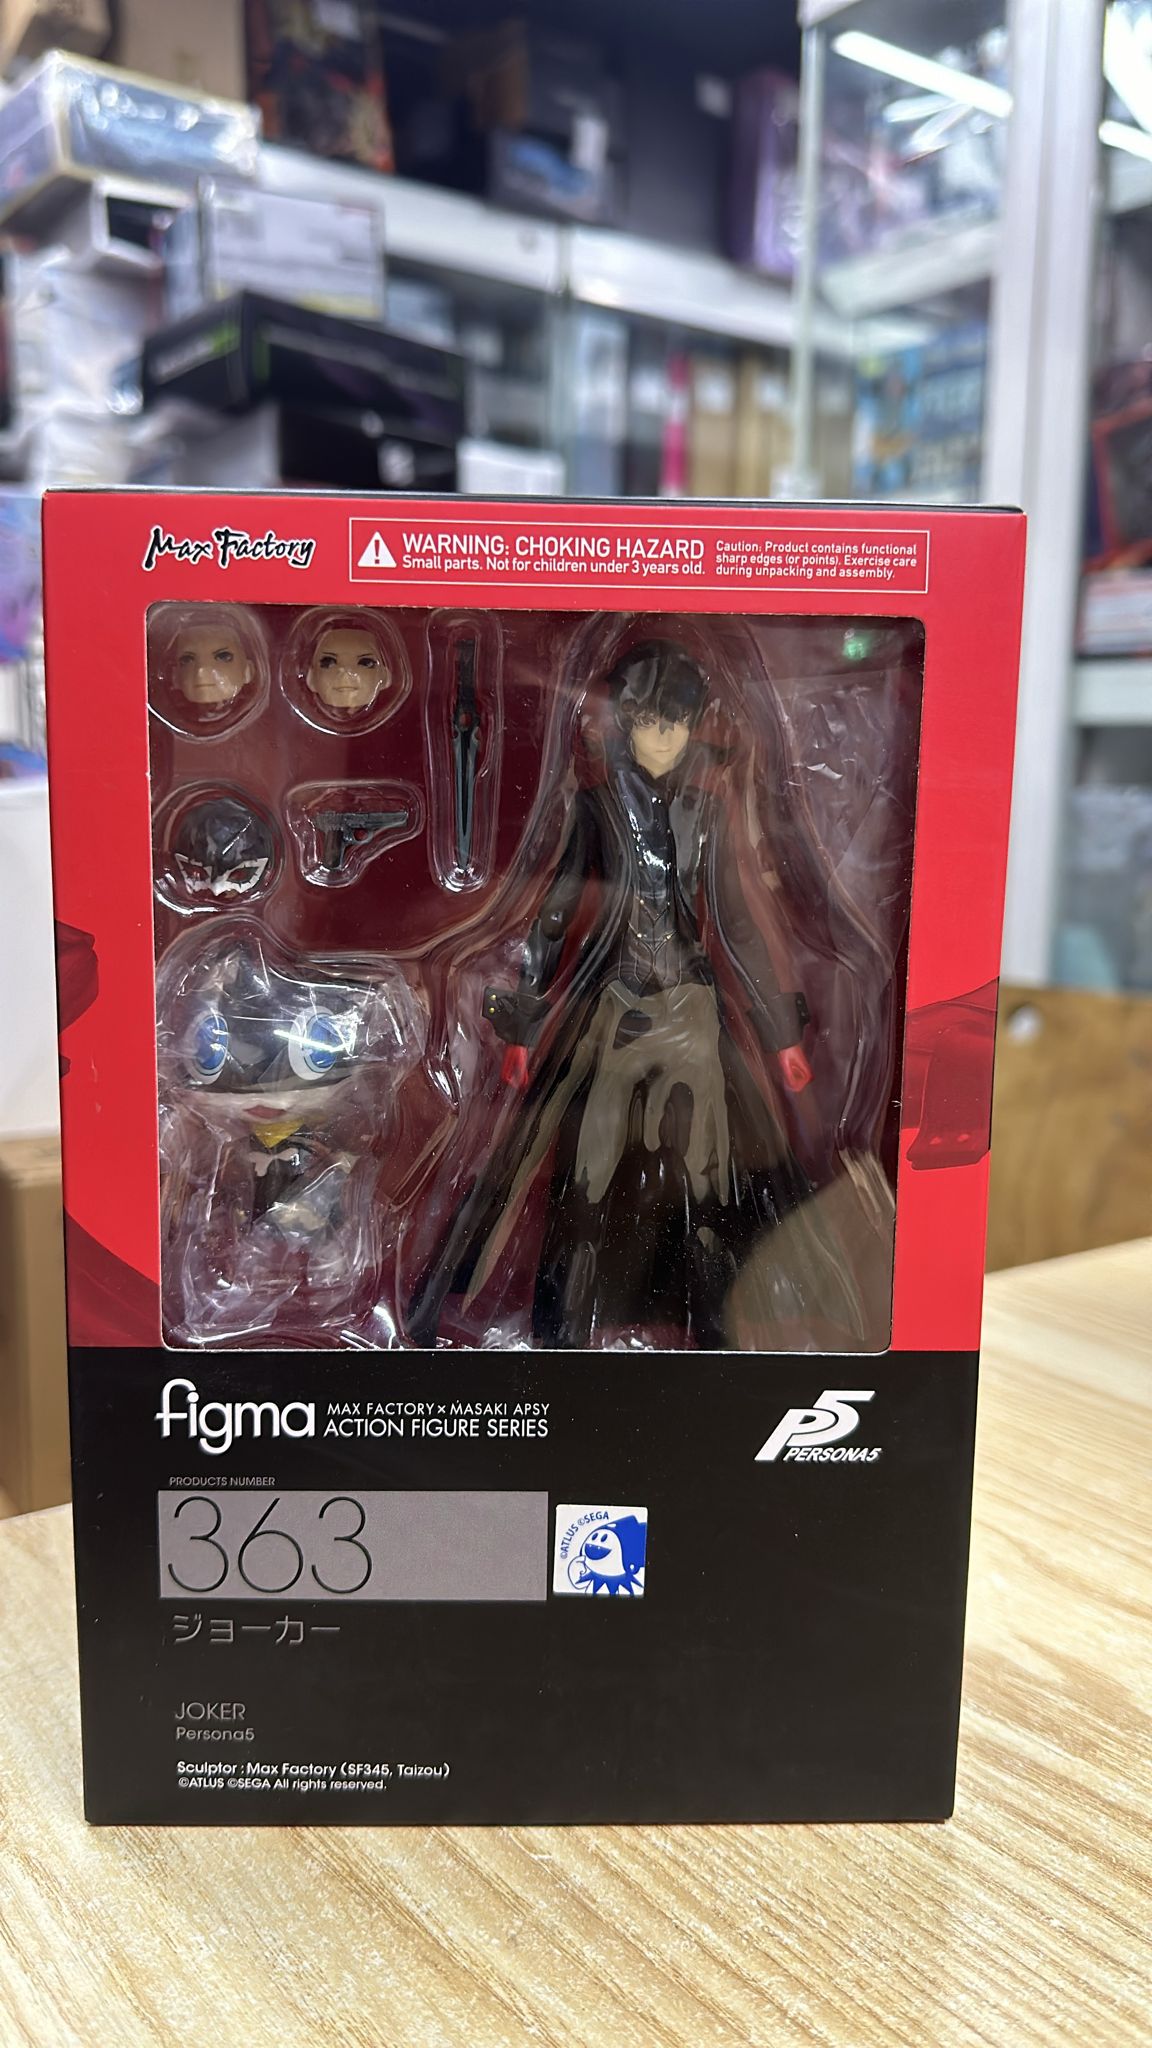 Max Factory
WARNING: CHOKING HAZARD
Small parts. Not for children under 3 years old.
Caution: Product contains functional
sharp edges (or points). Exercise care
during unpacking and assembly.
figma
MAX FACTORY × MASAKI APSY
ACTION FIGURE SERIES
P5
PERSONA5
PRODUCTS NUMBER
363
©ATLUS ©SEGA
ジョーカー
JOKER
Persona5
Sculptor : Max Factory (SF345, Taizou)
©ATLUS ©SEGA All rights reserved.